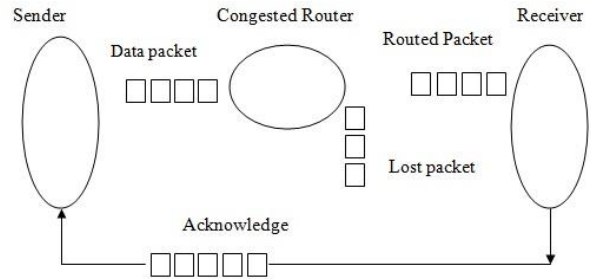 Sender
Congested Router
Receiver
Data packet
Routed Packet
Lost packet
Acknowledge